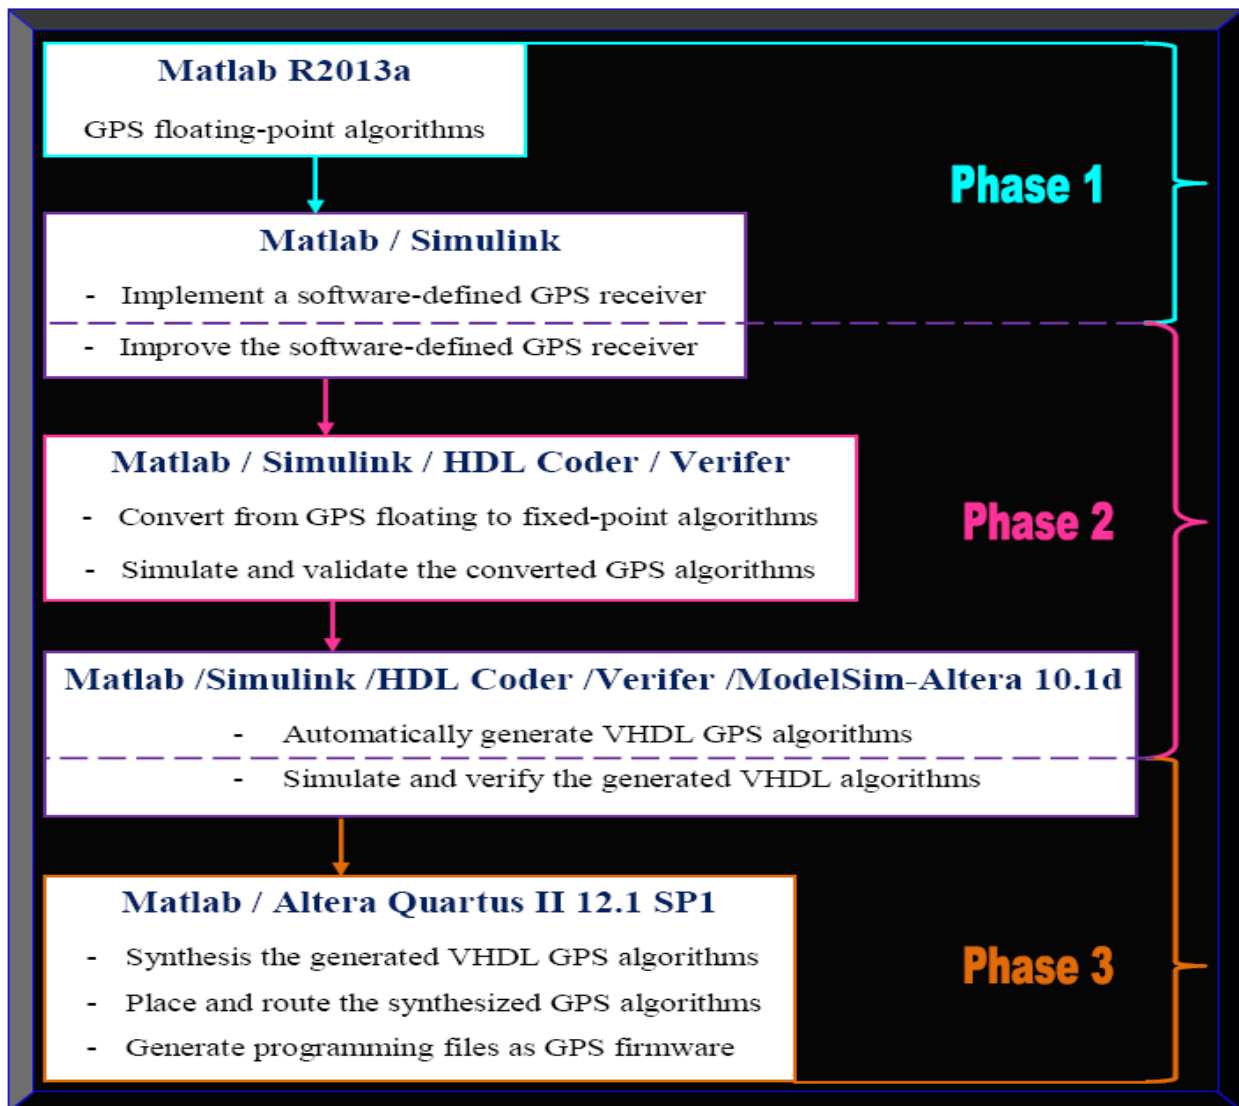 Matlab R2013a
GPS floating-point algorithms
Phase 1
Matlab / Simulink
- Implement a software-defined GPS receiver
- Improve the software-defined GPS receiver
Matlab / Simulink / HDL Coder / Verifer
- Convert from GPS floating to fixed-point algorithms
- Simulate and validate the converted GPS algorithms
Phase 2
Matlab /Simulink /HDL Coder /Verifer /ModelSim-Altera 10.1d
- Automatically generate VHDL GPS algorithms
- Simulate and verify the generated VHDL algorithms
Matlab / Altera Quartus II 12.1 SP1
- Synthesis the generated VHDL GPS algorithms
- Place and route the synthesized GPS algorithms
- Generate programming files as GPS firmware
Phase 3